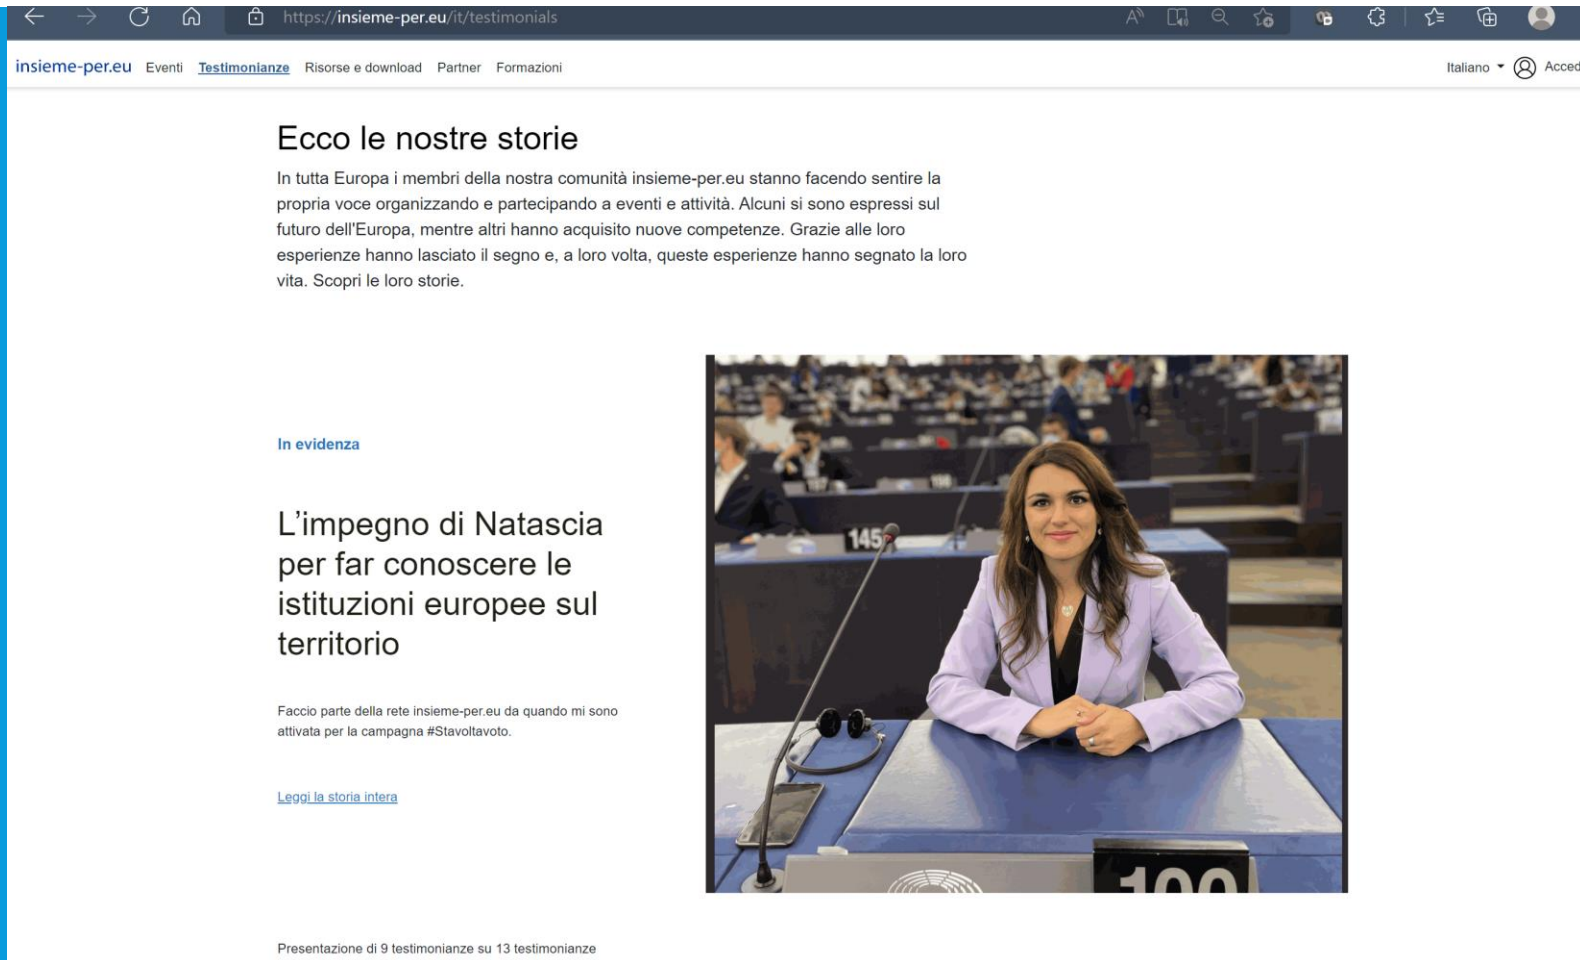 https://insieme-per.eu/it/testimonials
insieme-per.eu Eventi Testimonianze Risorse e download Partner Formazioni Italiano Acced
Ecco le nostre storie
In tutta Europa i membri della nostra comunità insieme-per.eu stanno facendo sentire la
propria voce organizzando e partecipando a eventi e attività. Alcuni si sono espressi sul
futuro dell'Europa, mentre altri hanno acquisito nuove competenze. Grazie alle loro
esperienze hanno lasciato il segno e, a loro volta, queste esperienze hanno segnato la loro
vita. Scopri le loro storie.
In evidenza
L’impegno di Natascia
per far conoscere le
istituzioni europee sul
territorio
Faccio parte della rete insieme-per.eu da quando mi sono
attivata per la campagna #Stavoltavoto.
Leggi la storia intera
145
Presentazione di 9 testimonianze su 13 testimonianze